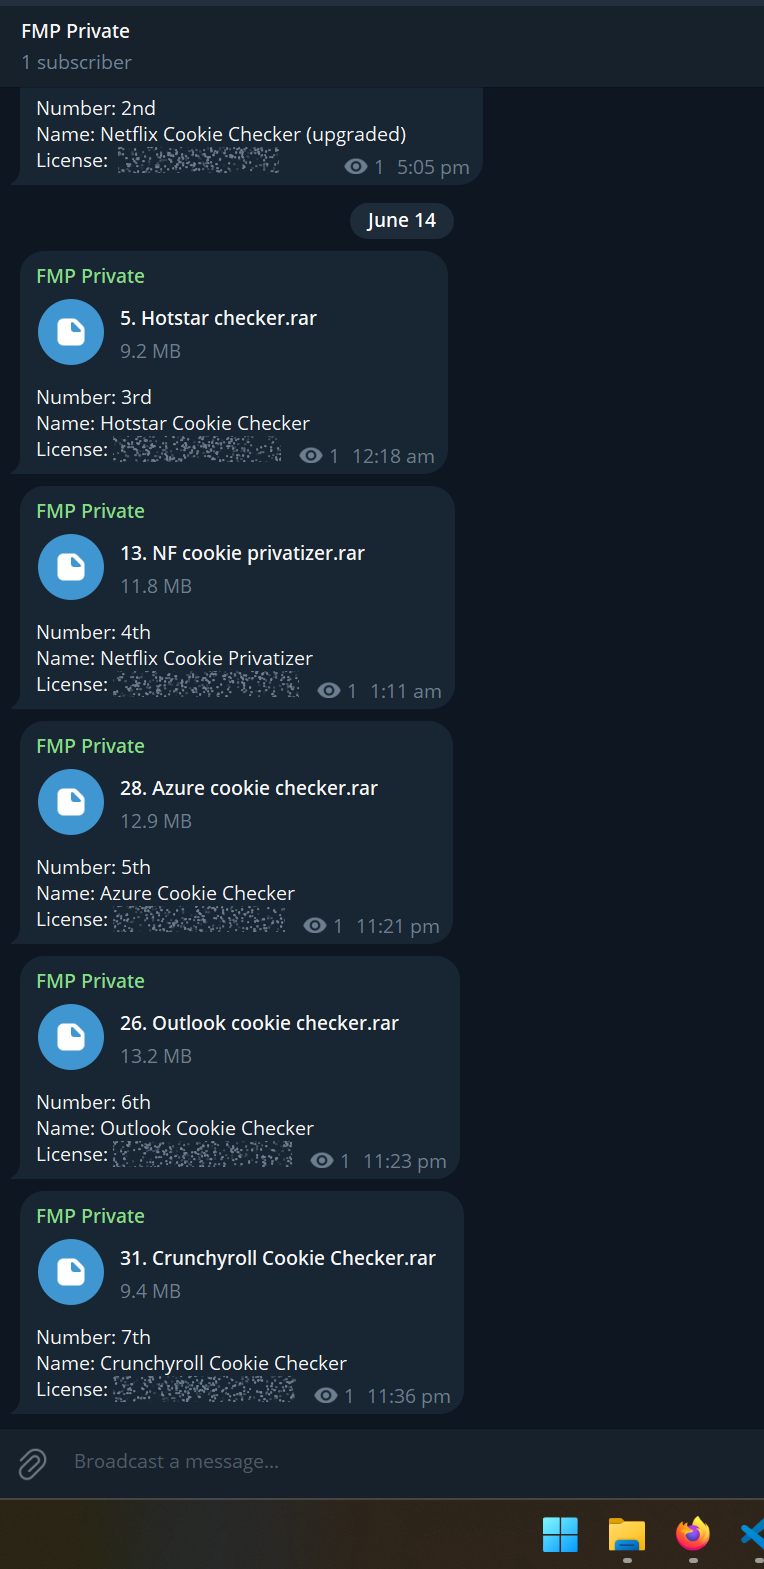 FMP Private
1 subscriber
Number: 2nd
Name: Netflix Cookie Checker (upgraded)
License:
1 5:05 pm
June 14
FMP Private
5. Hotstar checker.rar
9.2 MB
Number: 3rd
Name: Hotstar Cookie Checker
License:
1 12:18 am
FMP Private
13. NF cookie privatizer.rar
11.8 MB
Number: 4th
Name: Netflix Cookie Privatizer
License:
1 1:11 am
FMP Private
28. Azure cookie checker.rar
12.9 MB
Number: 5th
Name: Azure Cookie Checker
License:
1 11:21 pm
FMP Private
26. Outlook cookie checker.rar
13.2 MB
Number: 6th
Name: Outlook Cookie Checker
License:
1 11:23 pm
FMP Private
31. Crunchyroll Cookie Checker.rar
9.4 MB
Number: 7th
Name: Crunchyroll Cookie Checker
License:
1 11:36 pm
Broadcast a message...